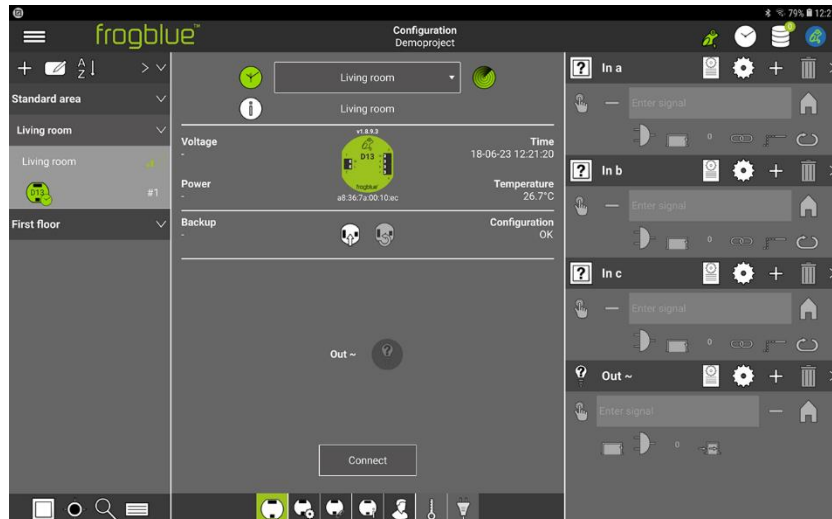 79% 12:2
frogblue™
Configuration
Demoproject
A
Z
Standard area
Living room
Living room
D13
#1
First floor
Living room
Living room
Voltage
-
v1.8.9.3
D13
frogblue
a8:36:7a:00:10:ec
Time
18-06-23 12:21:20
Power
-
Temperature
26.7°C
Backup
-
Configuration
OK
Out ~
Connect
In a
Enter signal
0
In b
Enter signal
0
In c
Enter signal
0
Out ~
Enter signal
0